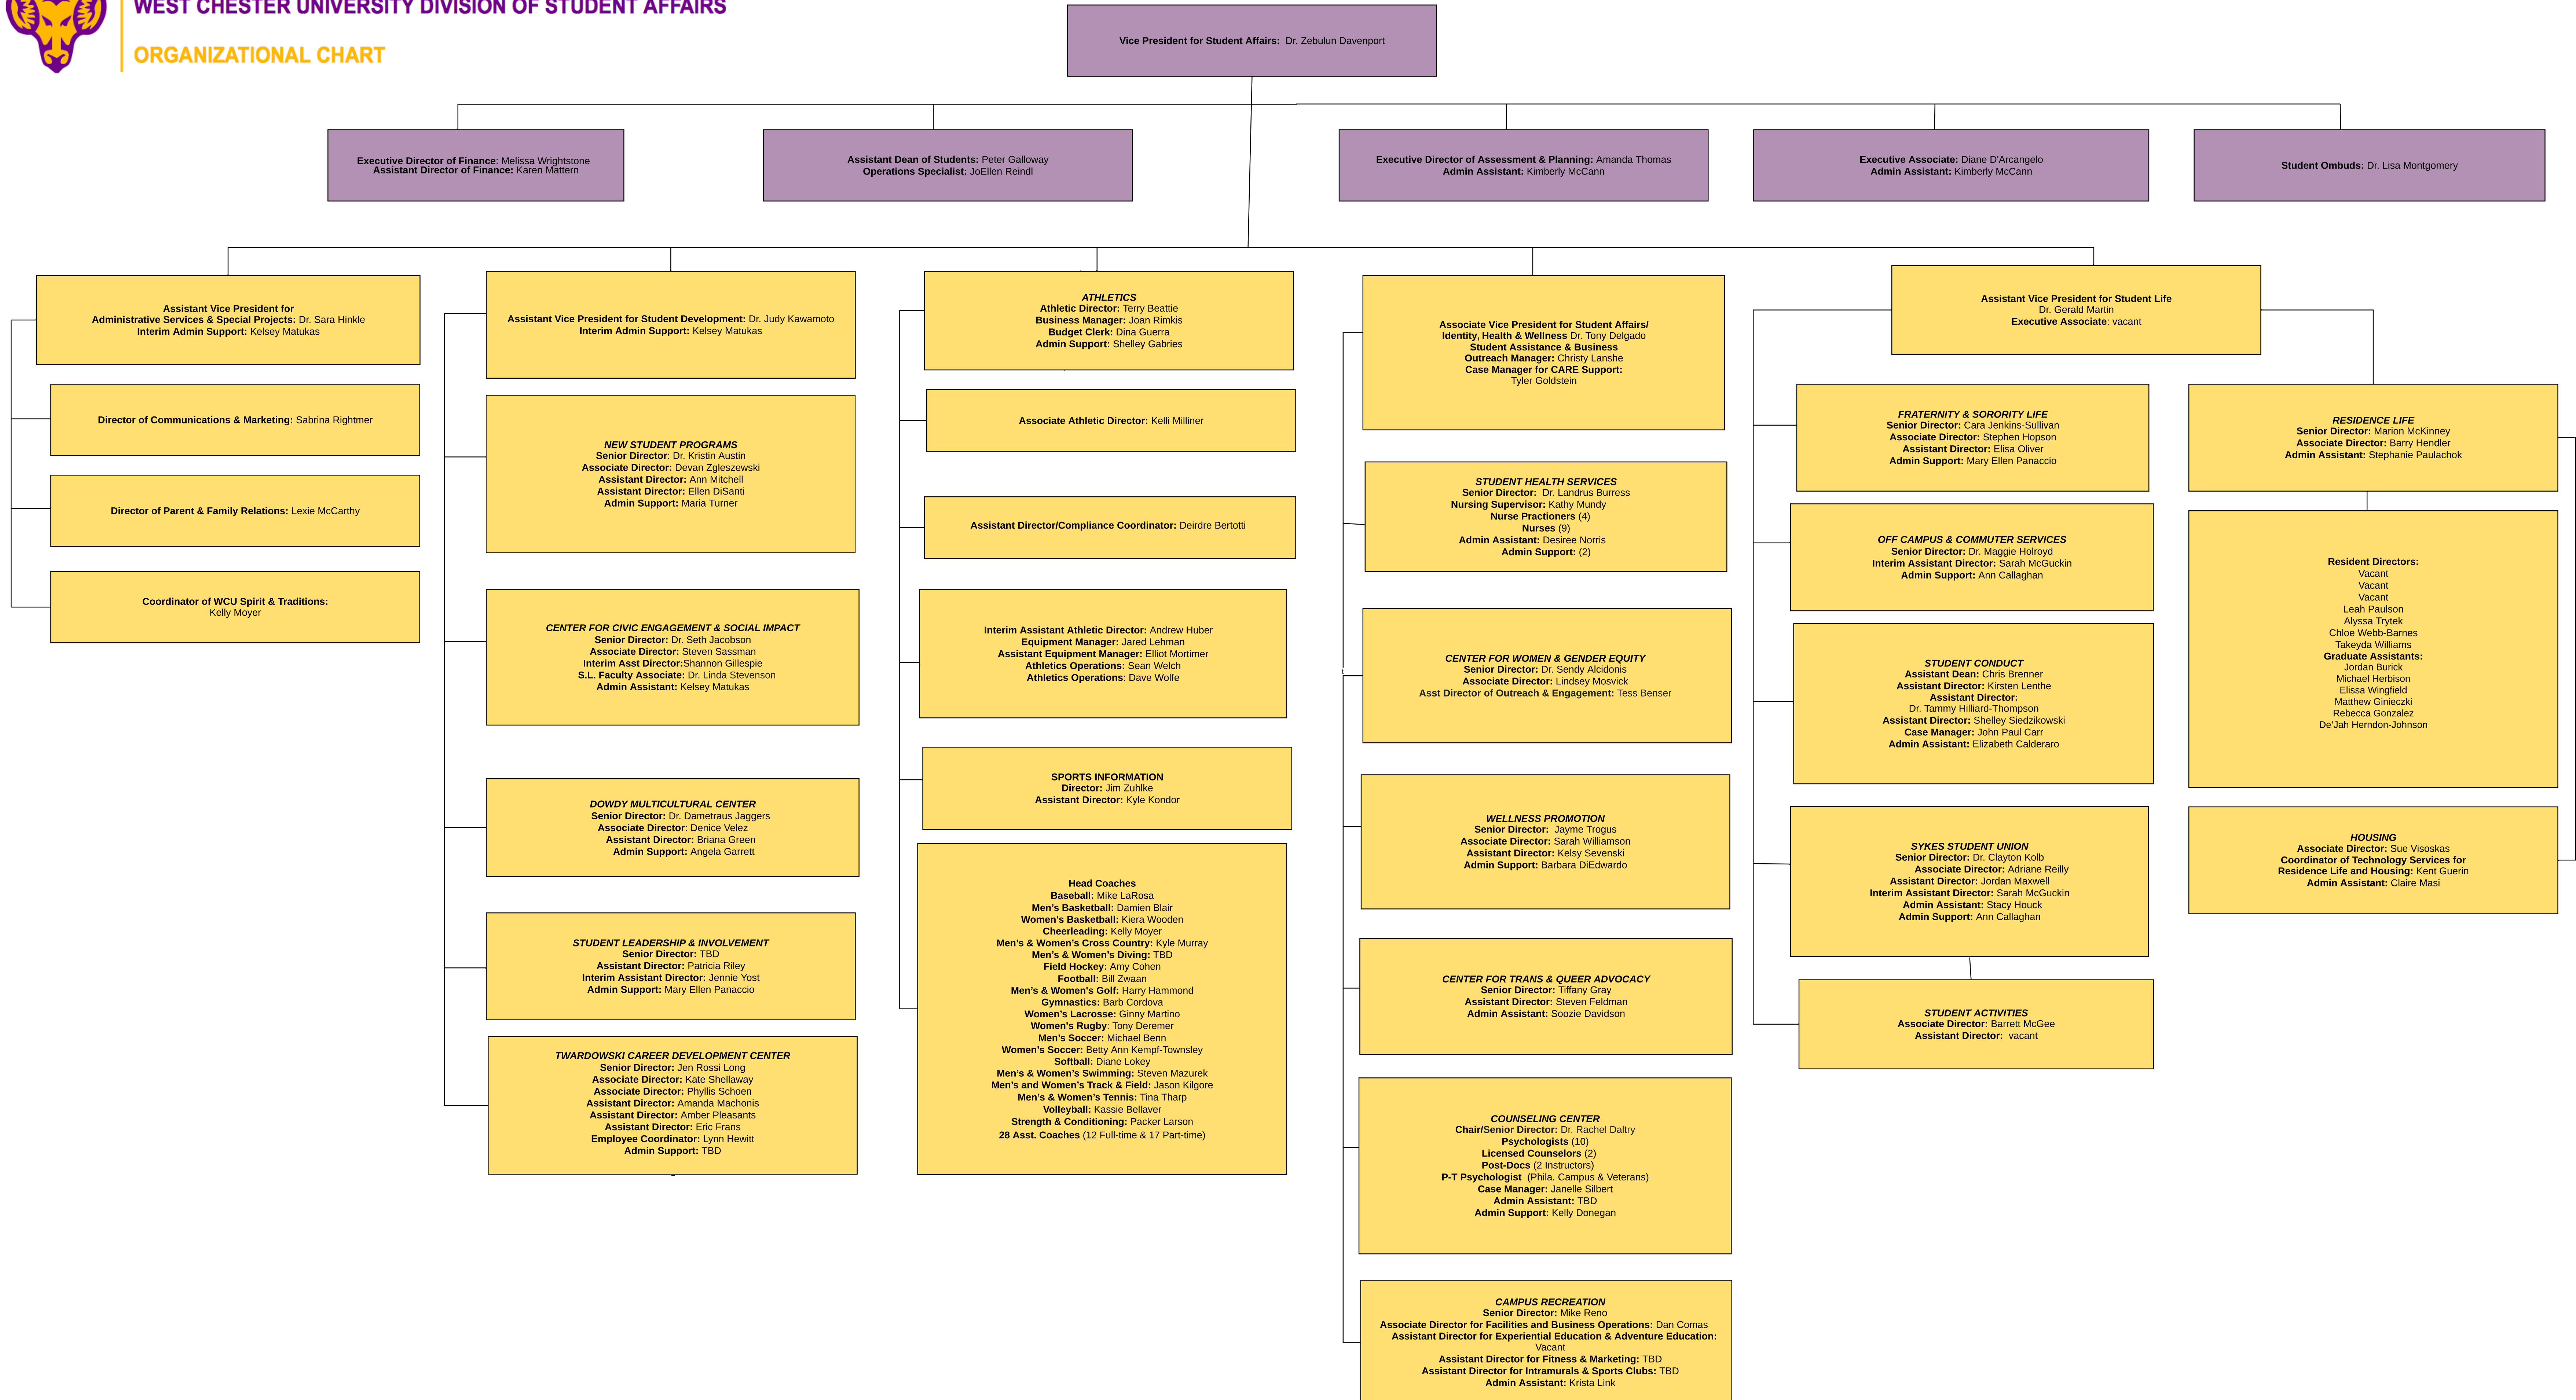 WEST CHESTER UNIVERSITY DIVISION OF STUDENT AFFAIRS
ORGANIZATIONAL CHART
Vice President for Student Affairs:  Dr. Zebulun Davenport
Executive Director of Finance: Melissa Wrightstone
Assistant Director of Finance: Karen Mattern
Assistant Dean of Students: Peter Galloway
Operations Specialist: JoEllen Reindl
Executive Director of Assessment & Planning: Amanda Thomas
Admin Assistant: Kimberly McCann
Executive Associate: Diane D'Arcangelo
Admin Assistant: Kimberly McCann
Student Ombuds: Dr. Lisa Montgomery
Assistant Vice President for
Administrative Services & Special Projects: Dr. Sara Hinkle
Interim Admin Support: Kelsey Matukas
Director of Communications & Marketing: Sabrina Rightmer
Director of Parent & Family Relations: Lexie McCarthy
Coordinator of WCU Spirit & Traditions:
Kelly Moyer
Assistant Vice President for Student Development: Dr. Judy Kawamoto
Interim Admin Support: Kelsey Matukas
NEW STUDENT PROGRAMS
Senior Director: Dr. Kristin Austin
Associate Director: Devan Zgleszewski
Assistant Director: Ann Mitchell
Assistant Director: Ellen DiSanti
Admin Support: Maria Turner
CENTER FOR CIVIC ENGAGEMENT & SOCIAL IMPACT
Senior Director: Dr. Seth Jacobson
Associate Director: Steven Sassman
Interim Asst Director:Shannon Gillespie
S.L. Faculty Associate: Dr. Linda Stevenson
Admin Assistant: Kelsey Matukas
DOWDY MULTICULTURAL CENTER
Senior Director: Dr. Dametraus Jaggers
Associate Director: Denice Velez
Assistant Director: Briana Green
Admin Support: Angela Garrett
STUDENT LEADERSHIP & INVOLVEMENT
Senior Director: TBD
Assistant Director: Patricia Riley
Interim Assistant Director: Jennie Yost
Admin Support: Mary Ellen Panaccio
TWARDOWSKI CAREER DEVELOPMENT CENTER
Senior Director: Jen Rossi Long
Associate Director: Kate Shellaway
Associate Director: Phyllis Schoen
Assistant Director: Amanda Machonis
Assistant Director: Amber Pleasants
Assistant Director: Eric Frans
Employee Coordinator: Lynn Hewitt
Admin Support: TBD
ATHLETICS
Athletic Director: Terry Beattie
Business Manager: Joan Rimkis
Budget Clerk: Dina Guerra
Admin Support: Shelley Gabries
Associate Athletic Director: Kelli Milliner
Assistant Director/Compliance Coordinator: Deirdre Bertotti
Interim Assistant Athletic Director: Andrew Huber
Equipment Manager: Jared Lehman
Assistant Equipment Manager: Elliot Mortimer
Athletics Operations: Sean Welch
Athletics Operations: Dave Wolfe
SPORTS INFORMATION
Director: Jim Zuhlke
Assistant Director: Kyle Kondor
Head Coaches
Baseball: Mike LaRosa
Men's Basketball: Damien Blair
Women's Basketball: Kiera Wooden
Cheerleading: Kelly Moyer
Men's & Women's Cross Country: Kyle Murray
Men's & Women's Diving: TBD
Field Hockey: Amy Cohen
Football: Bill Zwaan
Men's & Women's Golf: Harry Hammond
Gymnastics: Barb Cordova
Women's Lacrosse: Ginny Martino
Women's Rugby: Tony Deremer
Men's Soccer: Michael Benn
Women's Soccer: Betty Ann Kempf-Townsley
Softball: Diane Lokey
Men's & Women's Swimming: Steven Mazurek
Men's and Women's Track & Field: Jason Kilgore
Men's & Women's Tennis: Tina Tharp
Volleyball: Kassie Bellaver
Strength & Conditioning: Packer Larson
28 Asst. Coaches (12 Full-time & 17 Part-time)
Associate Vice President for Student Affairs/
Identity, Health & Wellness Dr. Tony Delgado
Student Assistance & Business
Outreach Manager: Christy Lanshe
Case Manager for CARE Support:
Tyler Goldstein
STUDENT HEALTH SERVICES
Senior Director:  Dr. Landrus Burress
Nursing Supervisor: Kathy Mundy
Nurse Practioners (4)
Nurses (9)
Admin Assistant: Desiree Norris
Admin Support: (2)
CENTER FOR WOMEN & GENDER EQUITY
Senior Director: Dr. Sendy Alcidonis
Associate Director: Lindsey Mosvick
Asst Director of Outreach & Engagement: Tess Benser
WELLNESS PROMOTION
Senior Director:  Jayme Trogus
Associate Director: Sarah Williamson
Assistant Director: Kelsy Sevenski
Admin Support: Barbara DiEdwardo
CENTER FOR TRANS & QUEER ADVOCACY
Senior Director: Tiffany Gray
Assistant Director: Steven Feldman
Admin Assistant: Soozie Davidson
COUNSELING CENTER
Chair/Senior Director: Dr. Rachel Daltry
Psychologists (10)
Licensed Counselors (2)
Post-Docs (2 Instructors)
P-T Psychologist  (Phila. Campus & Veterans)
Case Manager: Janelle Silbert
Admin Assistant: TBD
Admin Support: Kelly Donegan
CAMPUS RECREATION
Senior Director: Mike Reno
Associate Director for Facilities and Business Operations: Dan Comas
Assistant Director for Experiential Education & Adventure Education:
Vacant
Assistant Director for Fitness & Marketing: TBD
Assistant Director for Intramurals & Sports Clubs: TBD
Admin Assistant: Krista Link
Assistant Vice President for Student Life
Dr. Gerald Martin
Executive Associate: vacant
FRATERNITY & SORORITY LIFE
Senior Director: Cara Jenkins-Sullivan
Associate Director: Stephen Hopson
Assistant Director: Elisa Oliver
Admin Support: Mary Ellen Panaccio
OFF CAMPUS & COMMUTER SERVICES
Senior Director: Dr. Maggie Holroyd
Interim Assistant Director: Sarah McGuckin
Admin Support: Ann Callaghan
STUDENT CONDUCT
Assistant Dean: Chris Brenner
Assistant Director: Kirsten Lenthe
Assistant Director:
Dr. Tammy Hilliard-Thompson
Assistant Director: Shelley Siedzikowski
Case Manager: John Paul Carr
Admin Assistant: Elizabeth Calderaro
SYKES STUDENT UNION
Senior Director: Dr. Clayton Kolb
Associate Director: Adriane Reilly
Assistant Director: Jordan Maxwell
Interim Assistant Director: Sarah McGuckin
Admin Assistant: Stacy Houck
Admin Support: Ann Callaghan
STUDENT ACTIVITIES
Associate Director: Barrett McGee
Assistant Director:  vacant
RESIDENCE LIFE
Senior Director: Marion McKinney
Associate Director: Barry Hendler
Admin Assistant: Stephanie Paulachok
Resident Directors:
Vacant
Vacant
Vacant
Leah Paulson
Alyssa Trytek
Chloe Webb-Barnes
Takeyda Williams
Graduate Assistants:
Jordan Burick
Michael Herbison
Elissa Wingfield
Matthew Ginieczki
Rebecca Gonzalez
De'Jah Herndon-Johnson
HOUSING
Associate Director: Sue Visoskas
Coordinator of Technology Services for
Residence Life and Housing: Kent Guerin
Admin Assistant: Claire Masi